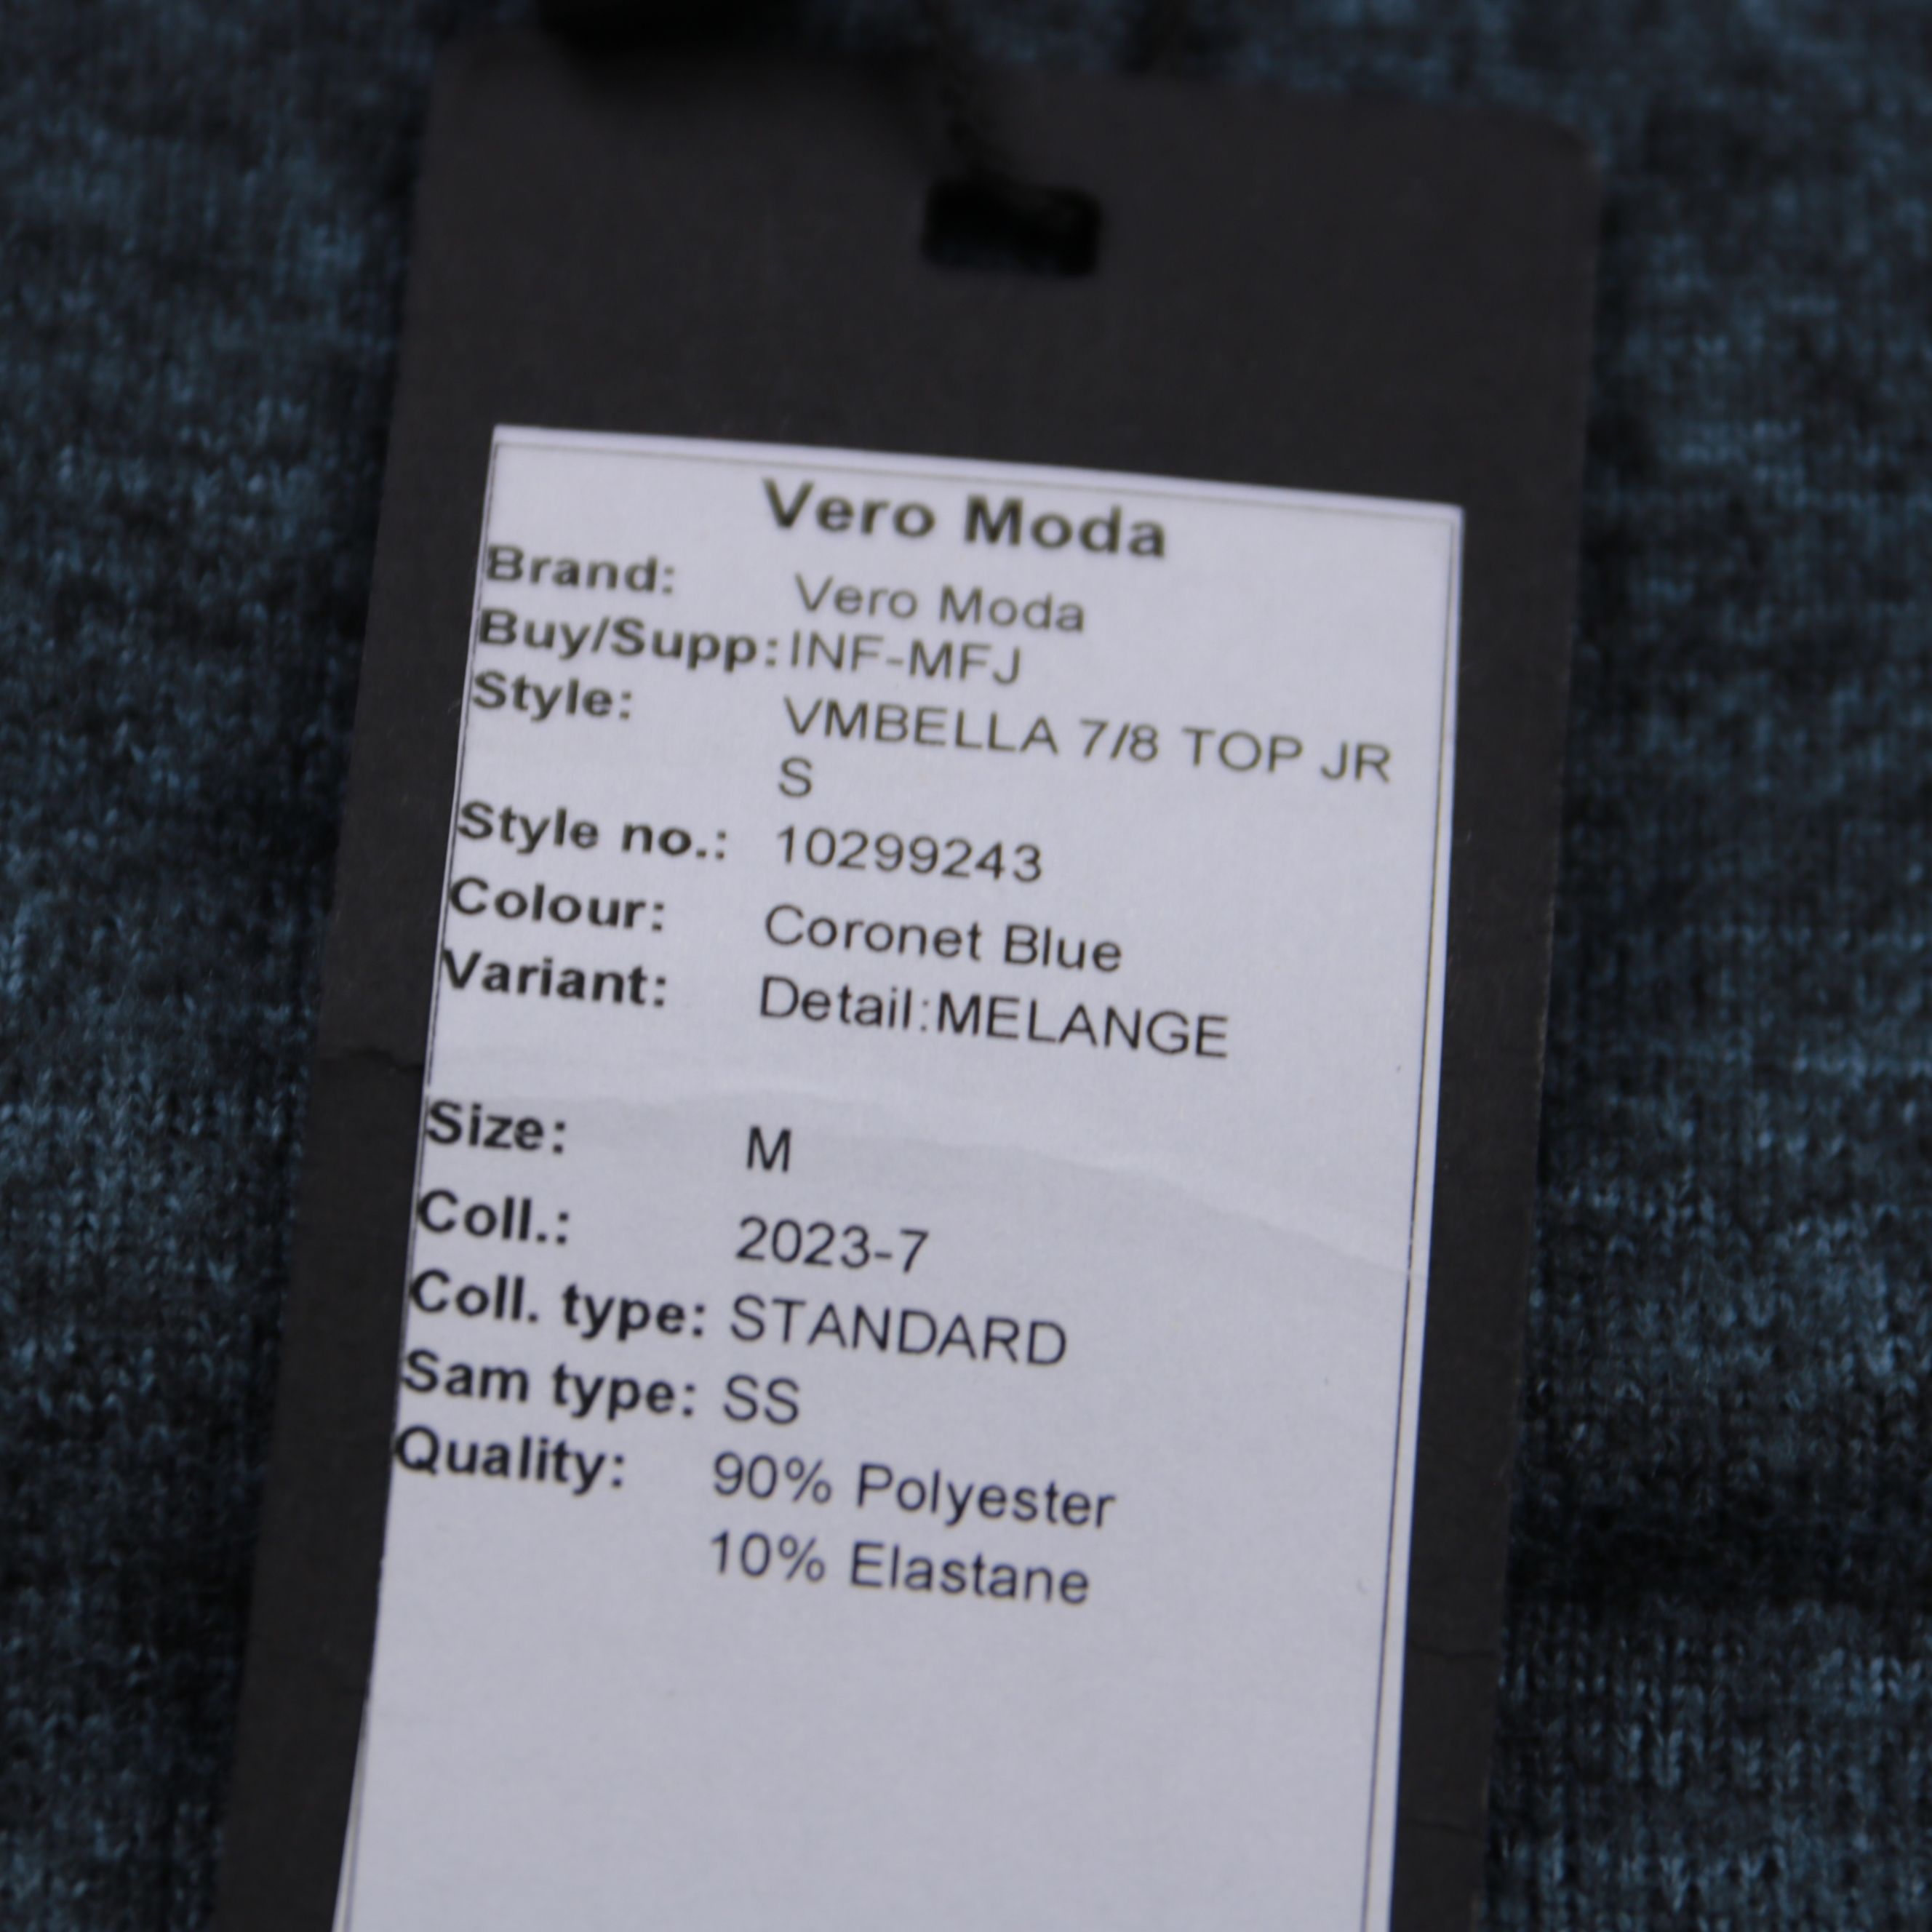 Vero Moda
Brand: Vero Moda
Buy/Supp: INF-MFJ
Style: VMBELLA 7/8 TOP JR
S
Style no.: 10299243
Colour: Coronet Blue
Variant: Detail:MELANGE
Size: M
Coll.: 2023-7
Coll. type: STANDARD
Sam type: SS
Quality: 90% Polyester
10% Elastane